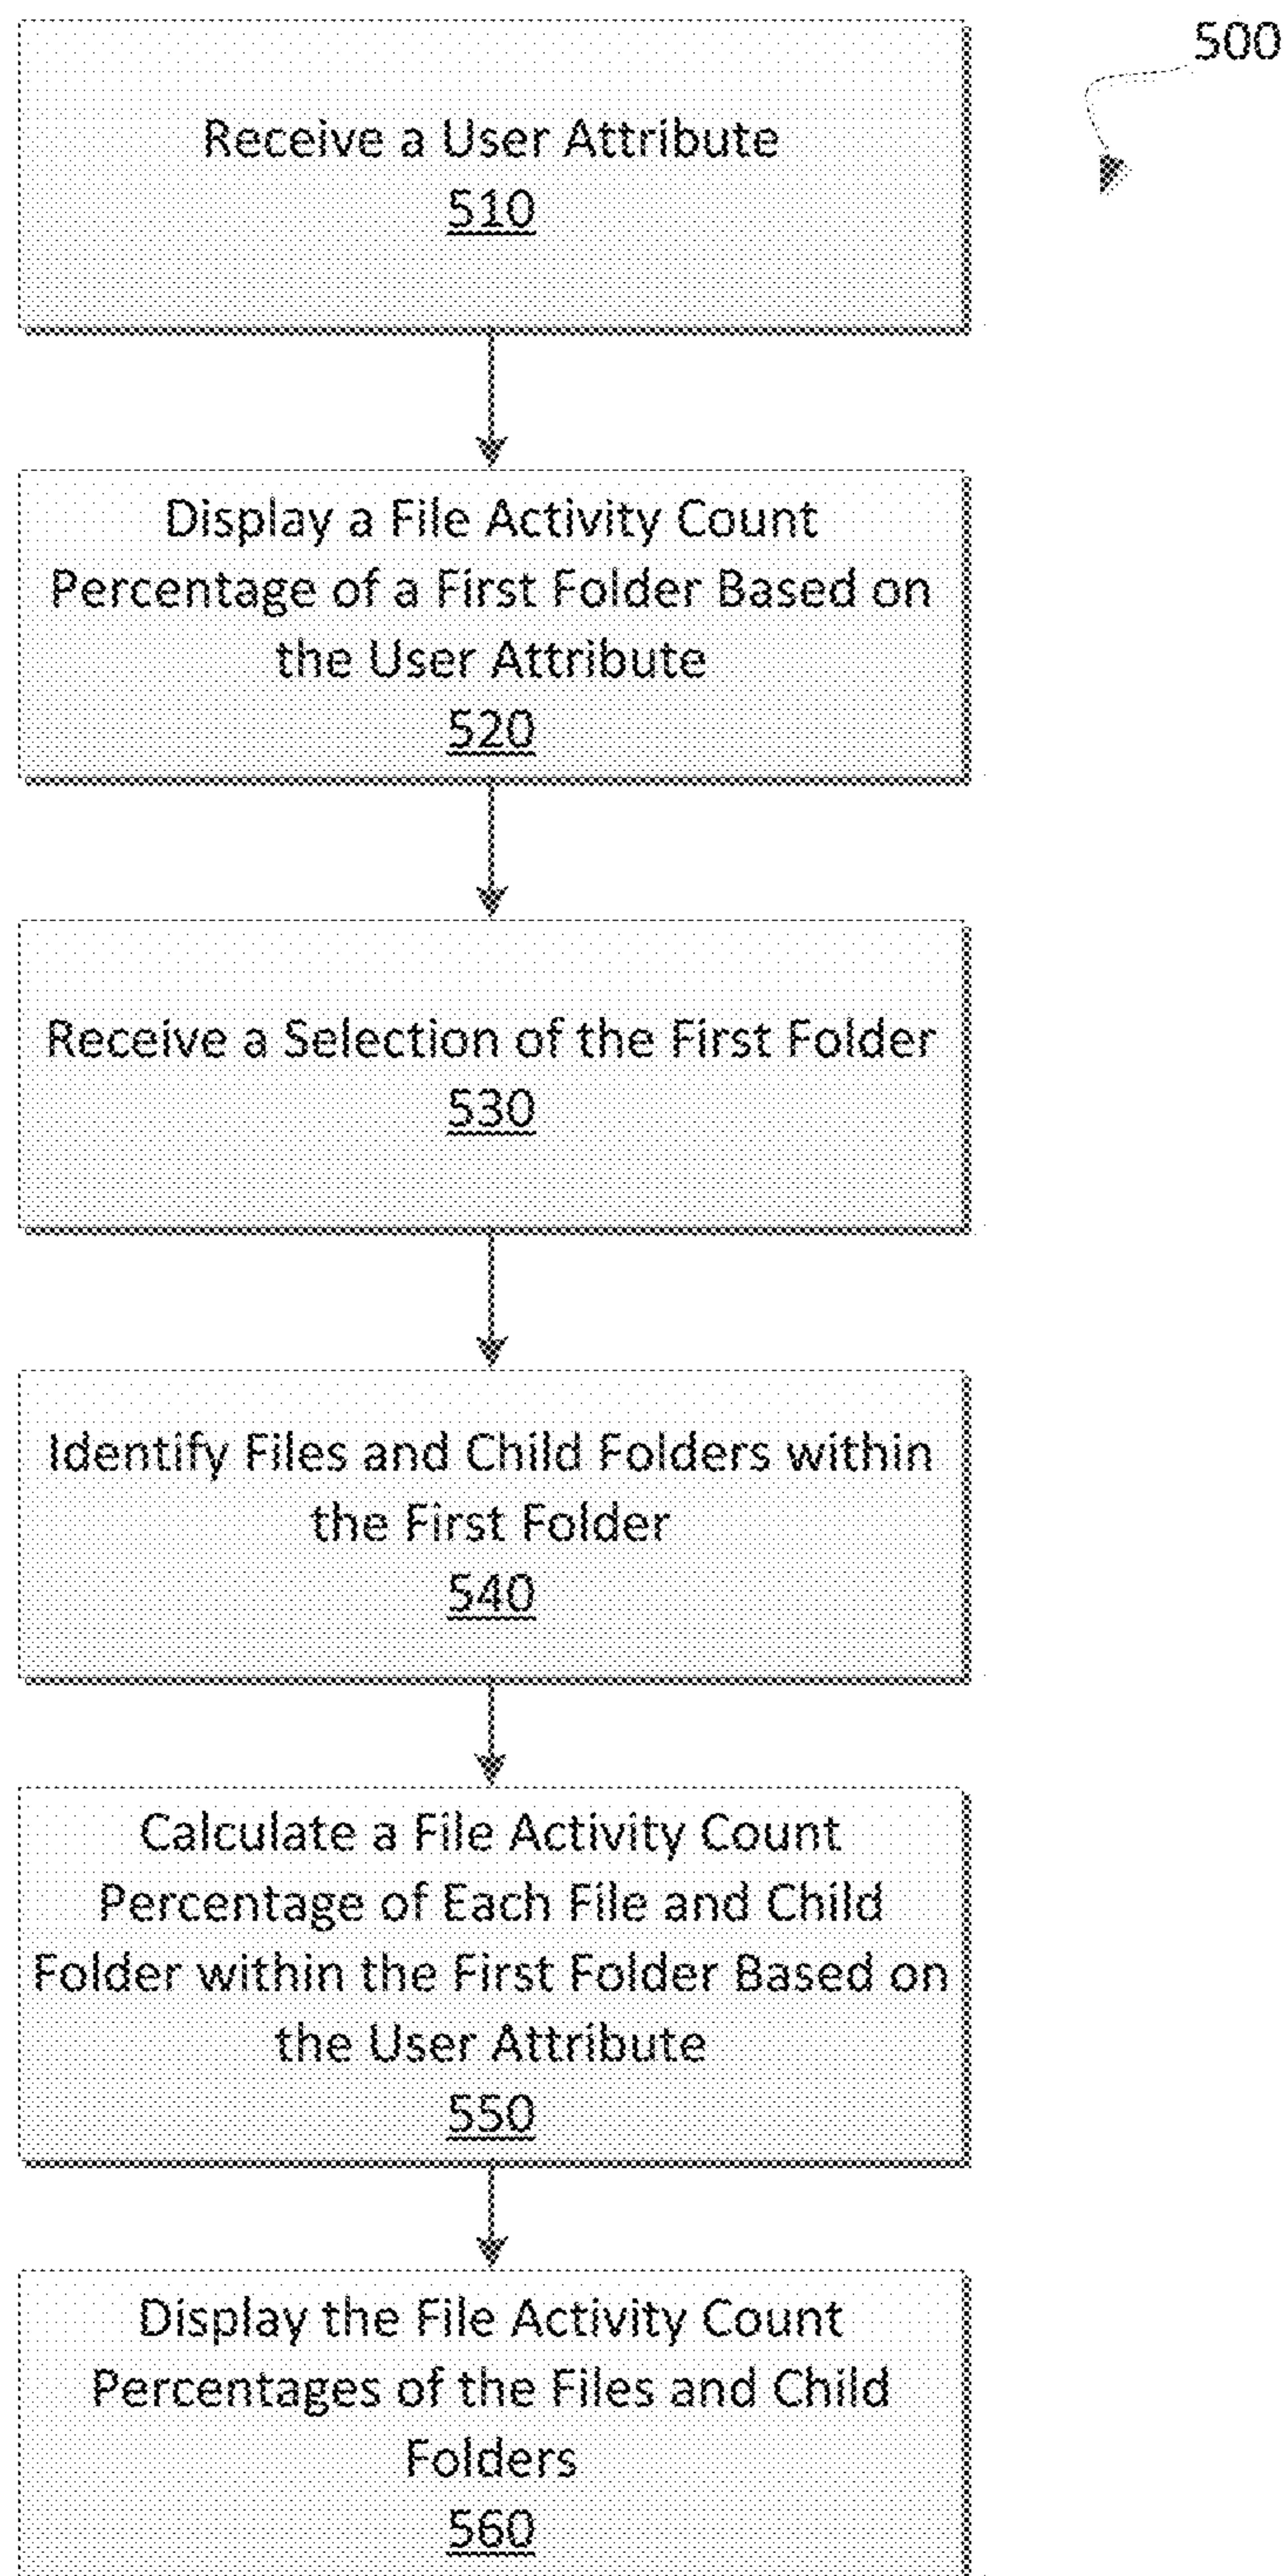 500
Receive a User Attribute
510
Display a File Activity Count
Percentage of a First Folder Based on
the User Attribute
520
Receive a Selection of the First Folder
530
Identify Files and Child Folders within
the First Folder
540
Calculate a File Activity Count
Percentage of Each File and Child
Folder within the First Folder Based on
the User Attribute
550
Display the File Activity Count
Percentages of the Files and Child
Folders
560